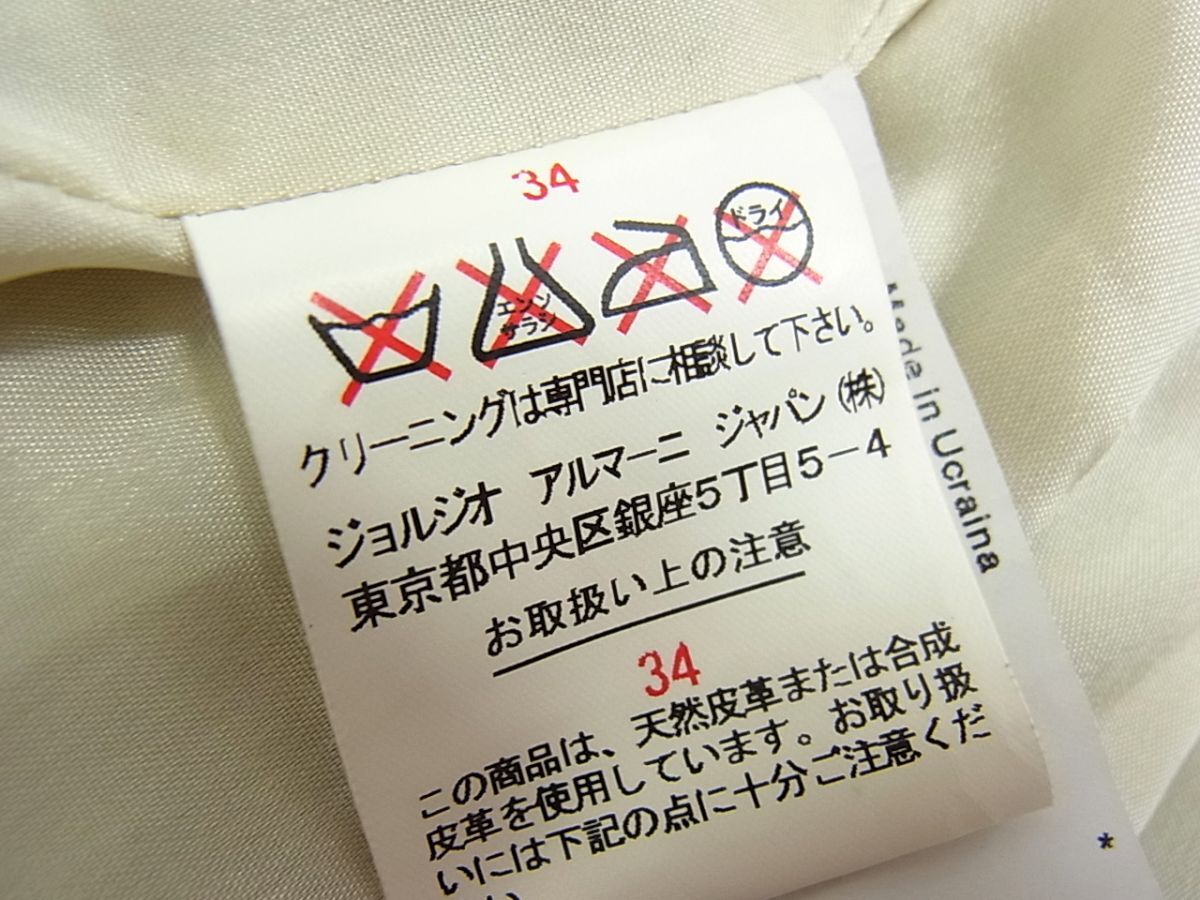 34
エンソ
サラシ
ドライ
クリーニングは専門店に相談して下さい。
ジョルジオ アルマーニ ジャパン(株)
東京都中央区銀座5丁目5-4
お取扱い上の注意
34
この商品は、天然皮革または合成
皮革を使用しています。お取り扱
いには下記の点に十分ご注意くだ
Made in Ucraina
*